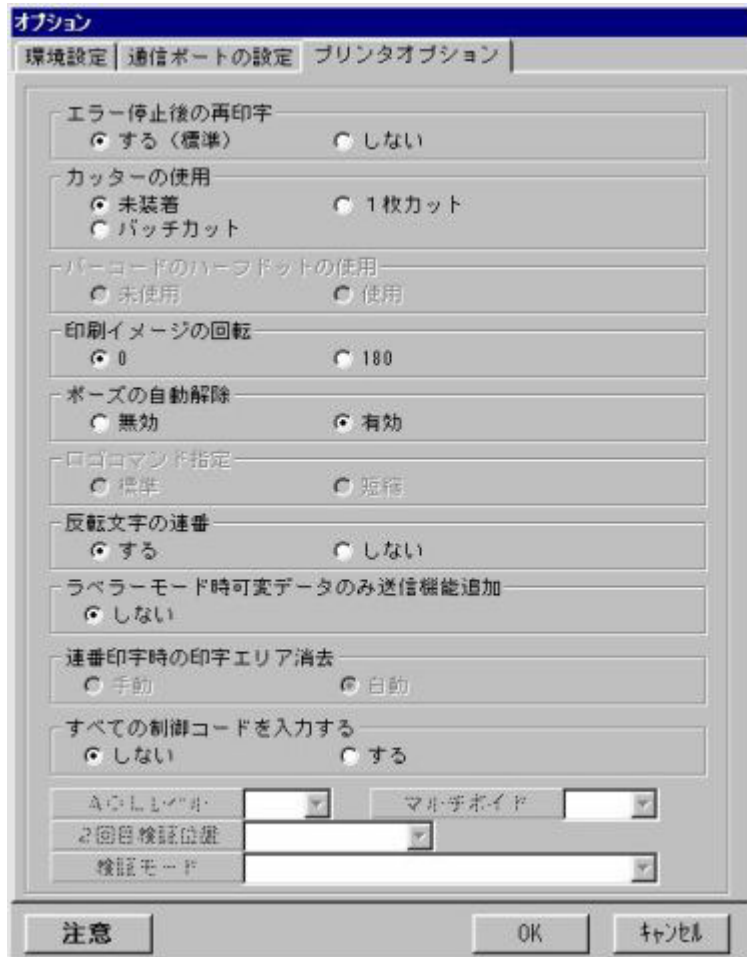 オプション
環境設定 通信ポートの設定 プリンタオプション
エラー停止後の再印字
する（標準） しない
カッターの使用
未装着 1枚カット
バッチカット
バーコードのハーフドットの使用
未使用 使用
印刷イメージの回転
0 180
ポーズの自動解除
無効 有効
ロゴコマンド指定
標準 短縮
反転文字の連番
する しない
ラベラーモード時可変データのみ送信機能追加
しない
連番印字時の印字エリア消去
手動 自動
すべての制御コードを入力する
しない する
マルチボイド
2回目検証位置
検証モード
注意 OK キャンセル